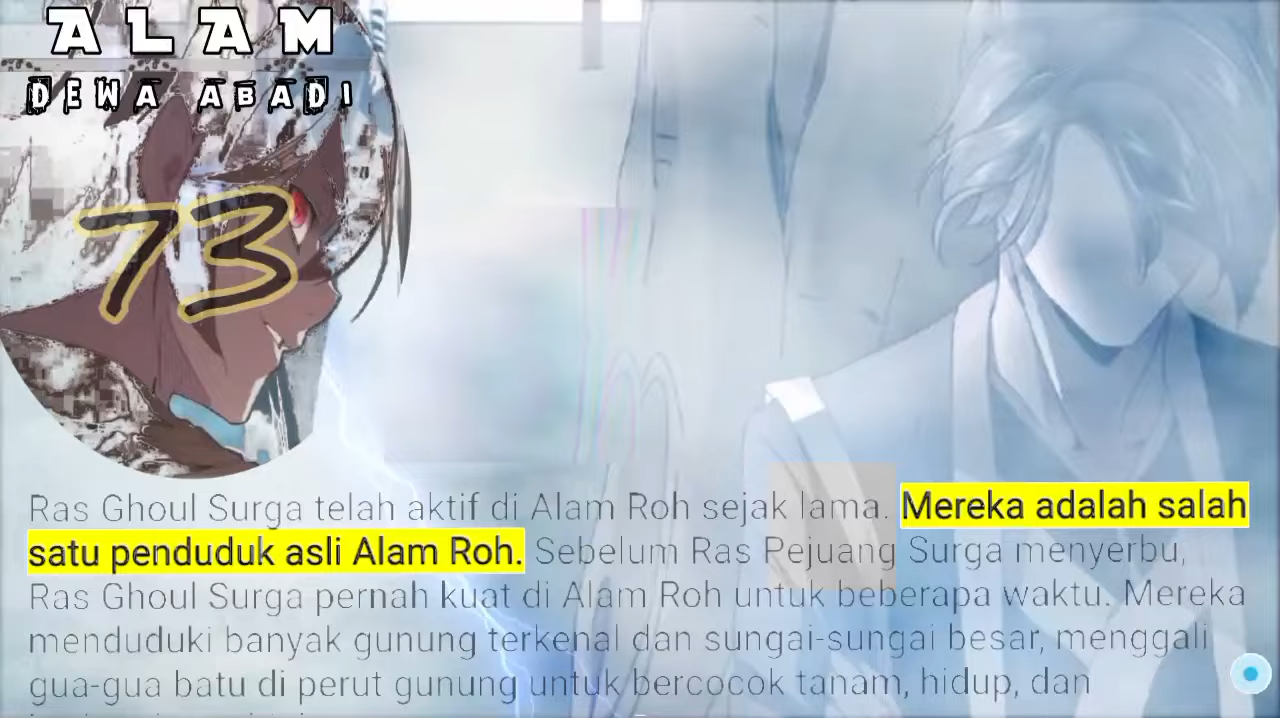 ALAM
DEWA ABADI
73
Ras Ghoul Surga telah aktif di Alam Roh sejak lama. Mereka adalah salah
satu penduduk asli Alam Roh. Sebelum Ras Pejuang Surga menyerbu,
Ras Ghoul Surga pernah kuat di Alam Roh untuk beberapa waktu. Mereka
menduduki banyak gunung terkenal dan sungai-sungai besar, menggali
gua-gua batu di perut gunung untuk bercocok tanam, hidup, dan